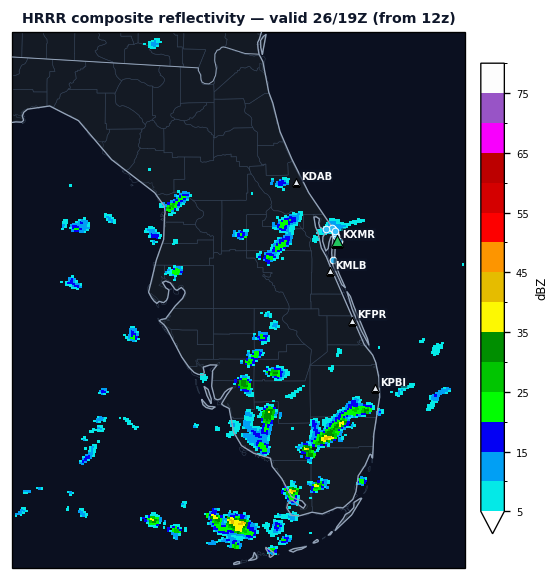 HRRR composite reflectivity — valid 26/19Z (from 12z)
KDAB
KXMR
KMLB
KFPR
KPBI
75
65
55
45
35
25
15
5
dBZ